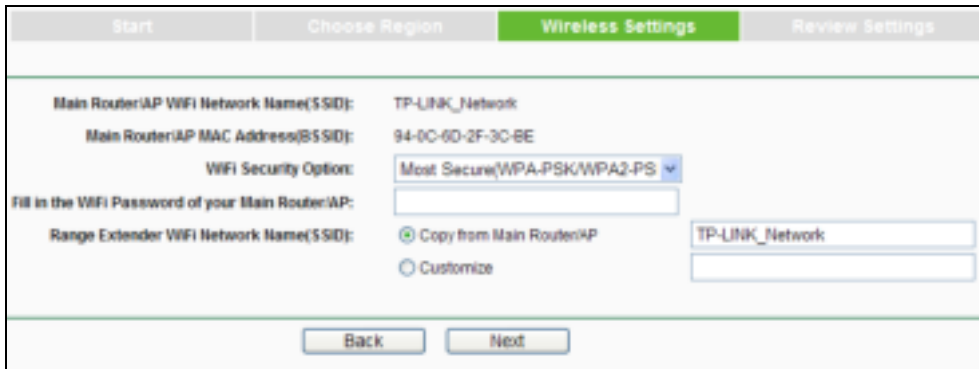 Start Choose Region Wireless Settings Review Settings
Main Router/AP WiFi Network Name(SSID): TP-LINK_Network
Main Router/AP MAC Address(BSSID): 94-0C-6D-2F-3C-BE
WiFi Security Option: Most Secure(WPA-PSK/WPA2-PS
Fill in the WiFi Password of your Main Router/AP:
Range Extender WiFi Network Name(SSID): Copy from Main Router/AP TP-LINK_Network
Customize
Back Next